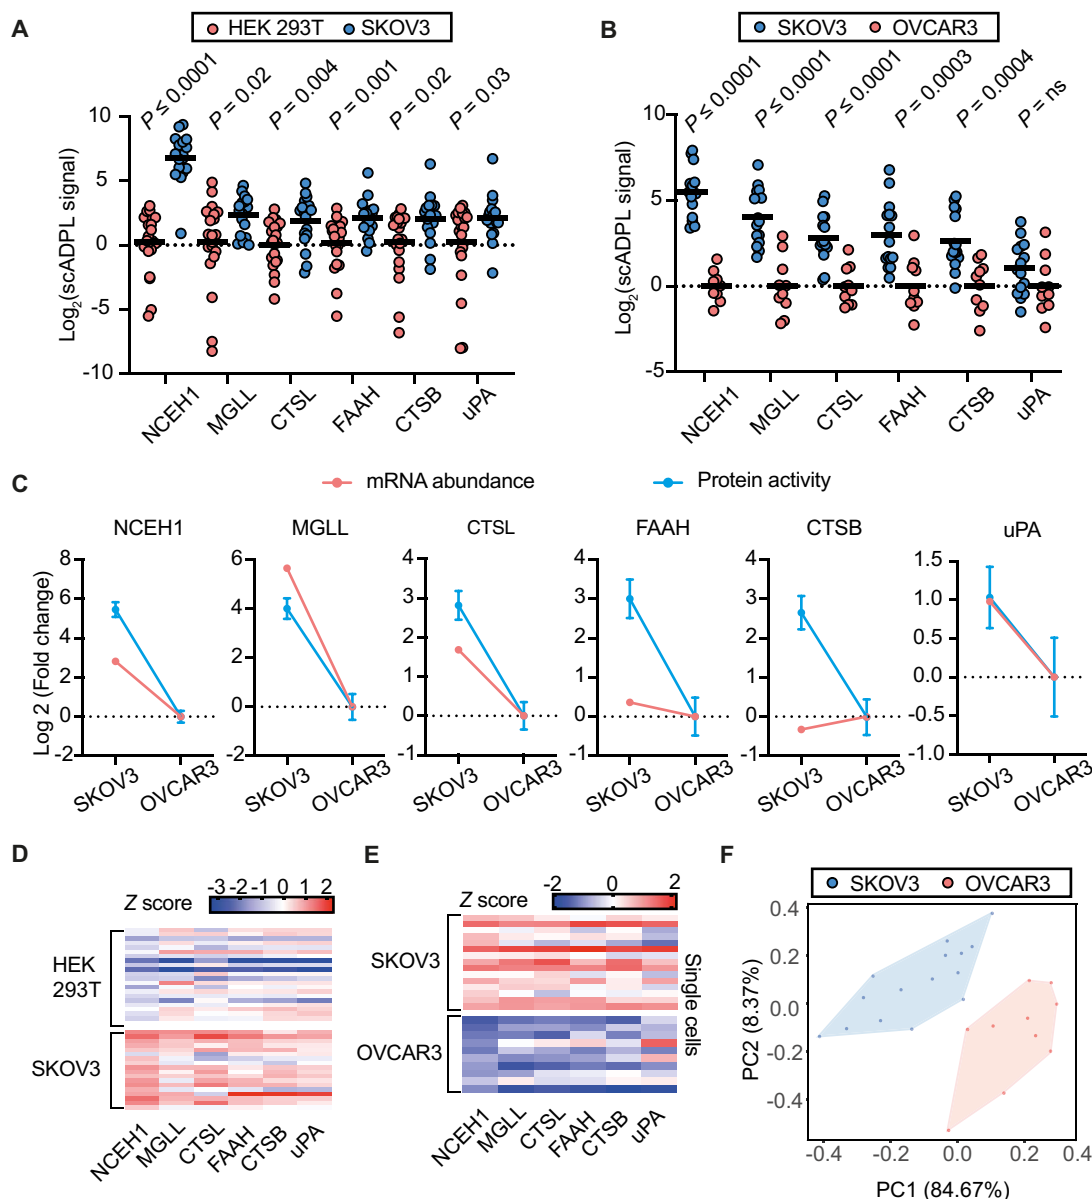 A
HEK 293T SKOV3
P ≤ 0.0001
P = 0.02
P = 0.004
P = 0.001
P = 0.02
P = 0.03
Log2(scADPL signal)
10
5
0
-5
-10
NCEH1
MGLL
CTSL
FAAH
CTSB
uPA
B
SKOV3 OVCAR3
P ≤ 0.0001
P ≤ 0.0001
P ≤ 0.0001
P = 0.0003
P = 0.0004
P = ns
Log2(scADPL signal)
10
5
0
-5
NCEH1
MGLL
CTSL
FAAH
CTSB
uPA
C
mRNA abundance Protein activity
Log 2 (Fold change)
NCEH1
8
6
4
2
0
-2
SKOV3
OVCAR3
MGLL
6
4
2
0
-2
SKOV3
OVCAR3
CTSL
4
3
2
1
0
-1
SKOV3
OVCAR3
FAAH
4
3
2
1
0
-1
SKOV3
OVCAR3
CTSB
4
3
2
1
0
-1
SKOV3
OVCAR3
uPA
1.5
1.0
0.5
0.0
-0.5
-1.0
SKOV3
OVCAR3
D
Z score
-3 -2 -1 0 1 2
HEK
293T
SKOV3
NCEH1
MGLL
CTSL
FAAH
CTSB
uPA
E
Z score
-2 0 2
SKOV3
OVCAR3
Single cells
NCEH1
MGLL
CTSL
FAAH
CTSB
uPA
F
SKOV3 OVCAR3
PC2 (8.37%)
0.4
0.2
0.0
-0.2
-0.4
-0.4 -0.2 0.0 0.2 0.4
PC1 (84.67%)